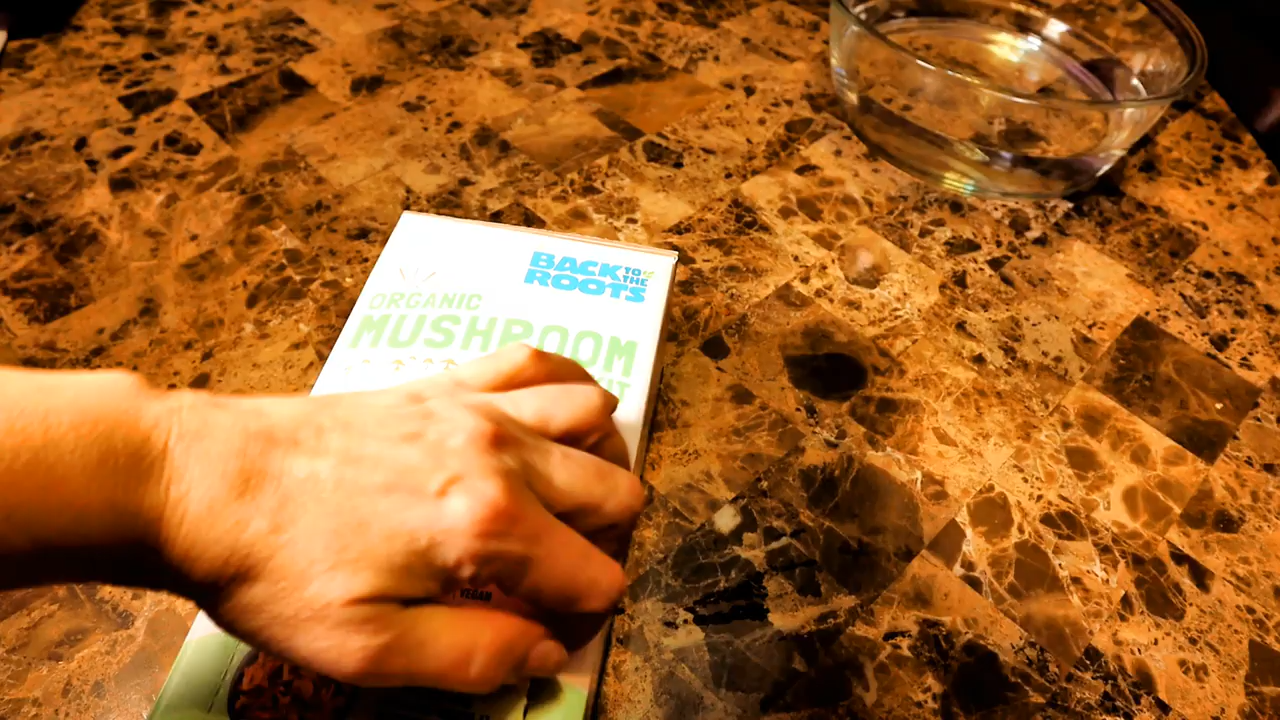 BACK TO THE
ROOTS
ORGANIC
MUSHROOM
VEGAN